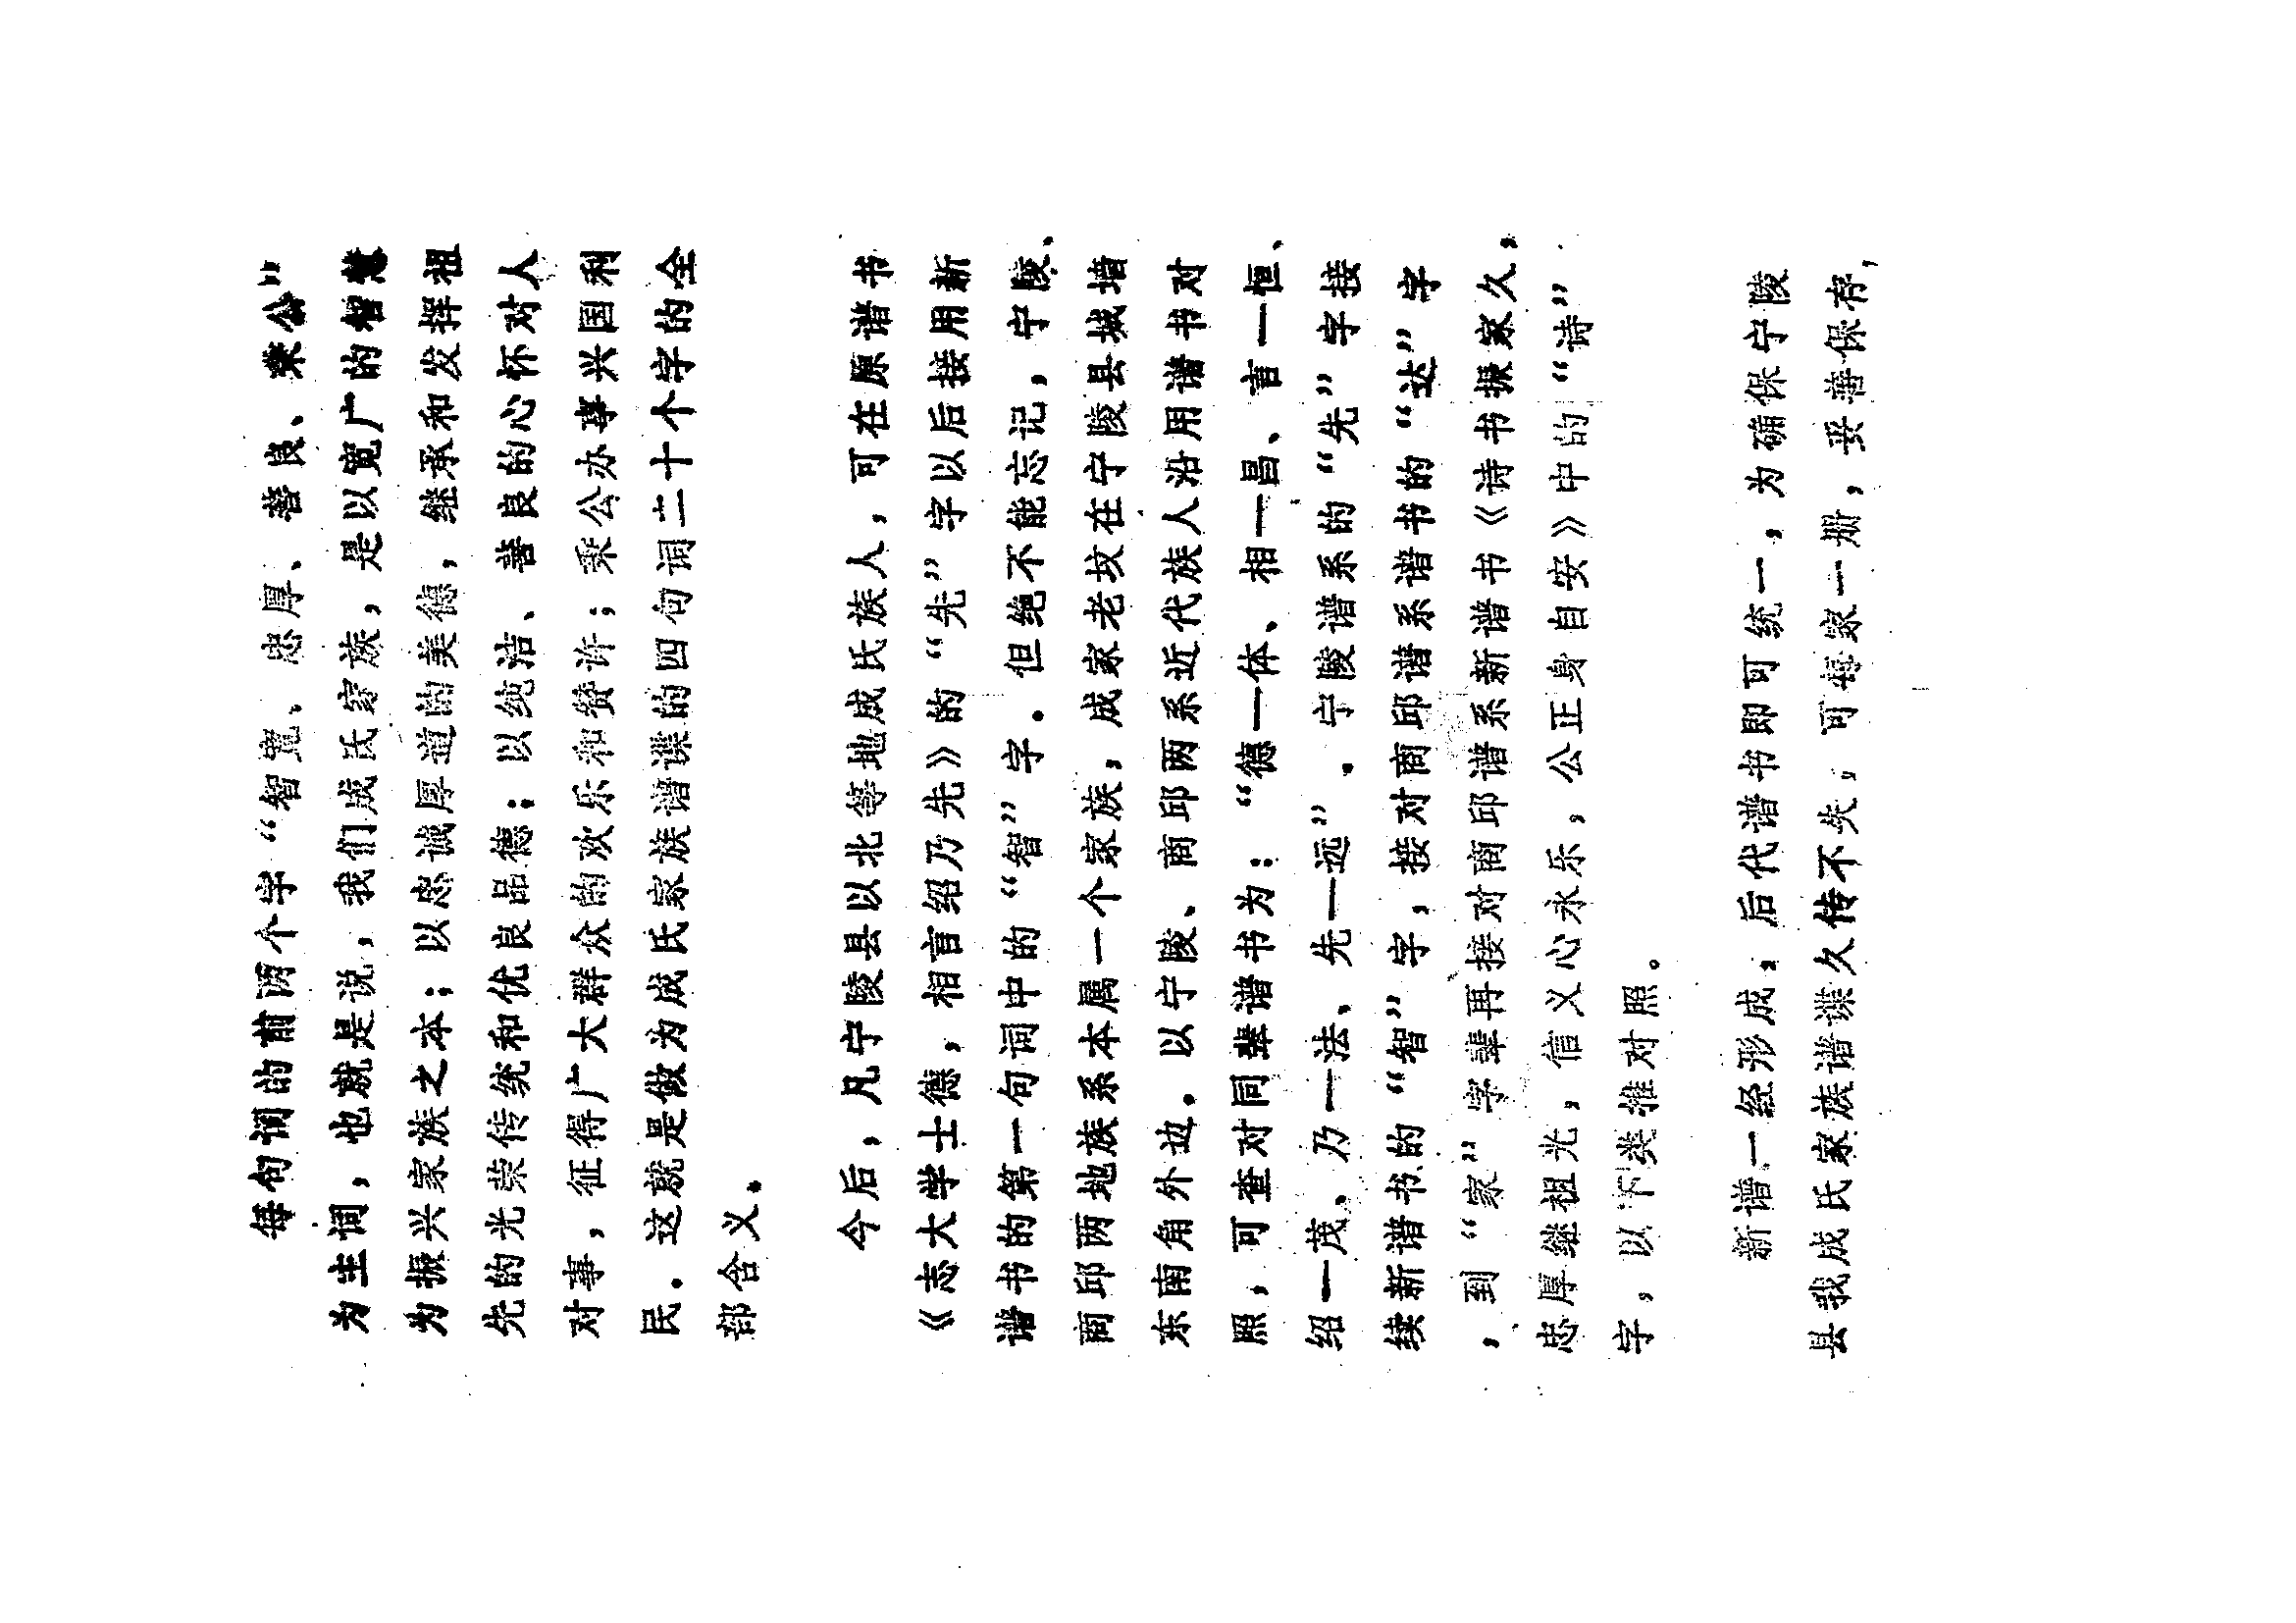 每句词的前两个字“智宽、忠厚、善良、秉公”
为主词，也就是说，我们成氏家族，是以宽广的智慧
为振兴家族之本；以忠诚厚道的美德，继承和发挥祖
先的光荣传统和优良品德；以纯洁、善良的心怀对人
对事，征得广大群众的欢乐和赞许；秉公办事兴国利
民．这就是做为成氏家族谱谍的四句词二十个字的全
部含义。
今后，凡宁陵县以北等地成氏族人，可在原谱书
《志大学士德，相言绍乃先》的“先”字以后接用新
谱书的第一句词中的“智”字．但绝不能忘记，宁陵、
商邱两地族系本属一个家族，成家老坟在宁陵县城墙
东南角外边。以宁陵、商邱两系近代族人沿用谱书对
照，可查对同辈谱书为：“德一体、相一昌、言一恒、
绍一茂、乃一法、先一远”．宁陵谱系的“先”字接
续新谱书的“智”字，接对商邱谱系谱书的“达”字
，到“家”字辈再接对商邱谱系新谱书《诗书振家久，
忠厚继祖光，信义心永乐，公正身自安》中的“诗”
字，以下类推对照。
新谱一经形成，后代谱书即可统一，为确保宁陵
县我成氏家族谱谍久传不失，可每家一册，妥善保存，